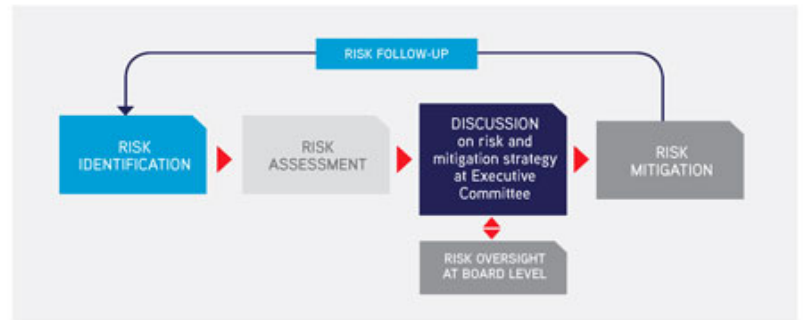 RISK FOLLOW-UP
RISK
IDENTIFICATION
RISK
ASSESSMENT
DISCUSSION
on risk and
mitigation strategy
at Executive
Committee
RISK
MITIGATION
RISK OVERSIGHT
AT BOARD LEVEL